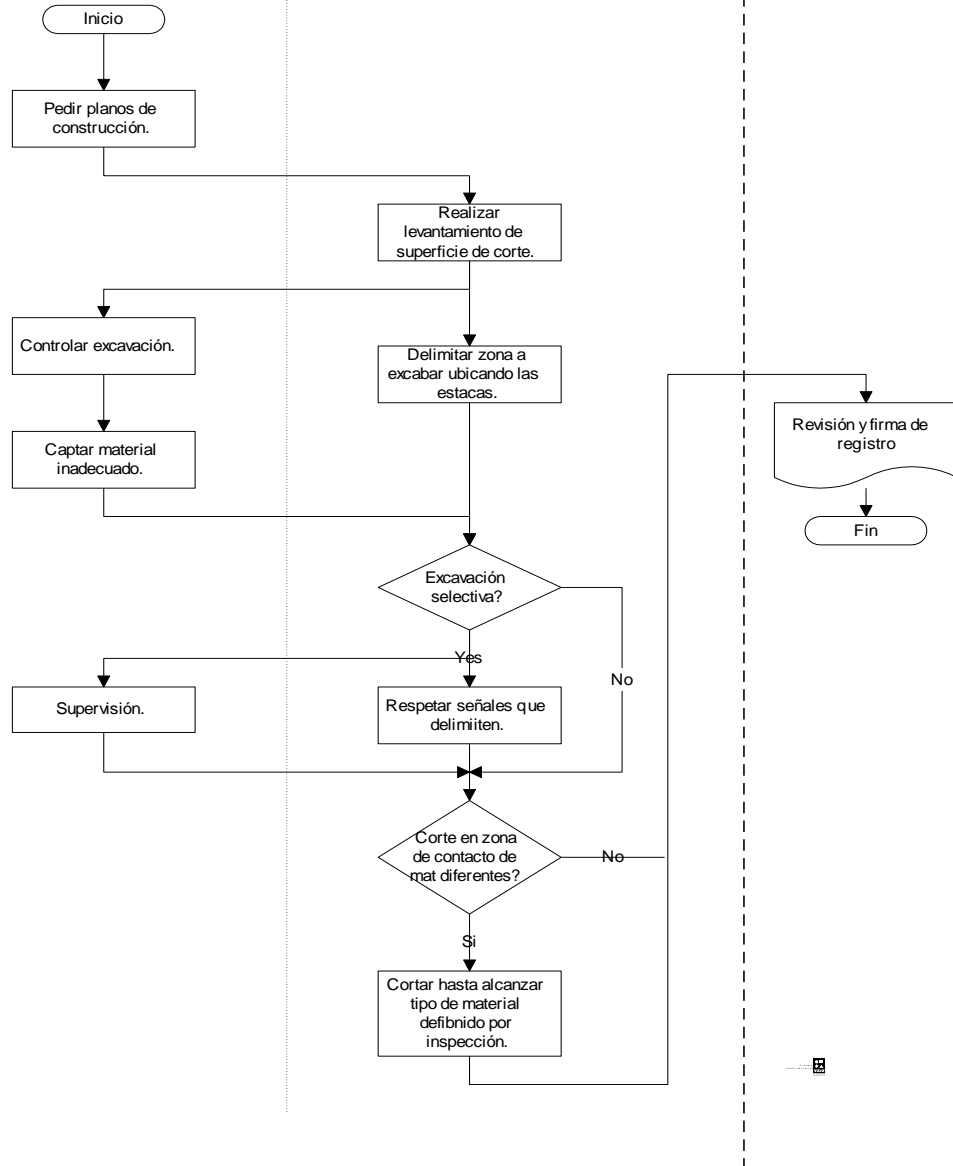 Inicio
Pedir planos de
construcción.
Realizar
levantamiento de
superficie de corte.
Controlar excavación.
Delimitar zona a
excabar ubicando las
estacas.
Captar material
inadecuado.
Revisión y firma de
registro
Fin
Excavación
selectiva?
Yes
No
Supervisión.
Respetar señales que
delimiiten.
Corte en zona
de contacto de
mat diferentes?
No
Si
Cortar hasta alcanzar
tipo de material
defibnido por
inspección.